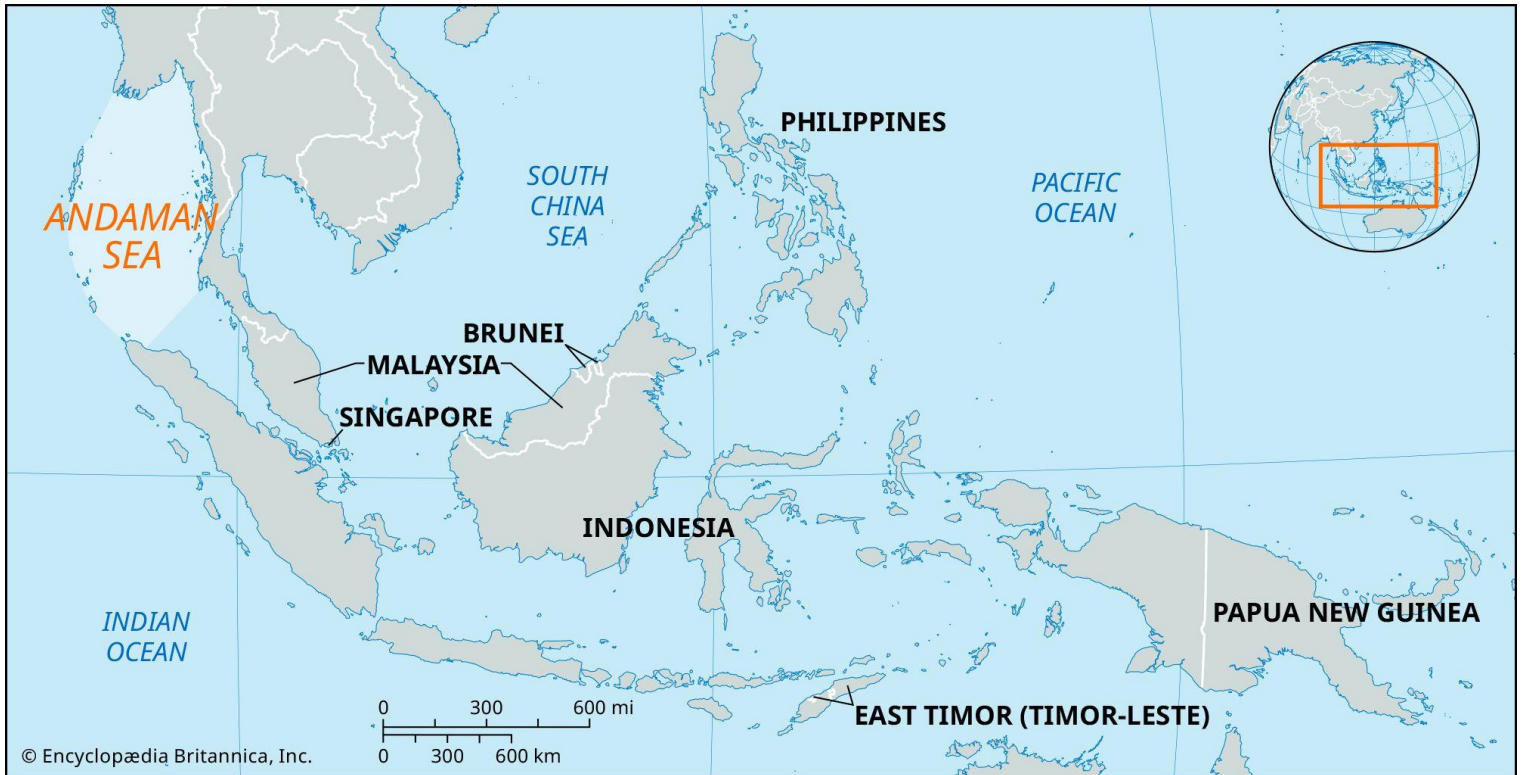 PHILIPPINES
SOUTH
CHINA
SEA
PACIFIC
OCEAN
ANDAMAN
SEA
BRUNEI
MALAYSIA
SINGAPORE
INDONESIA
INDIAN
OCEAN
PAPUA NEW GUINEA
EAST TIMOR (TIMOR-LESTE)
0 300 600 mi
0 300 600 km
© Encyclopædia Britannica, Inc.